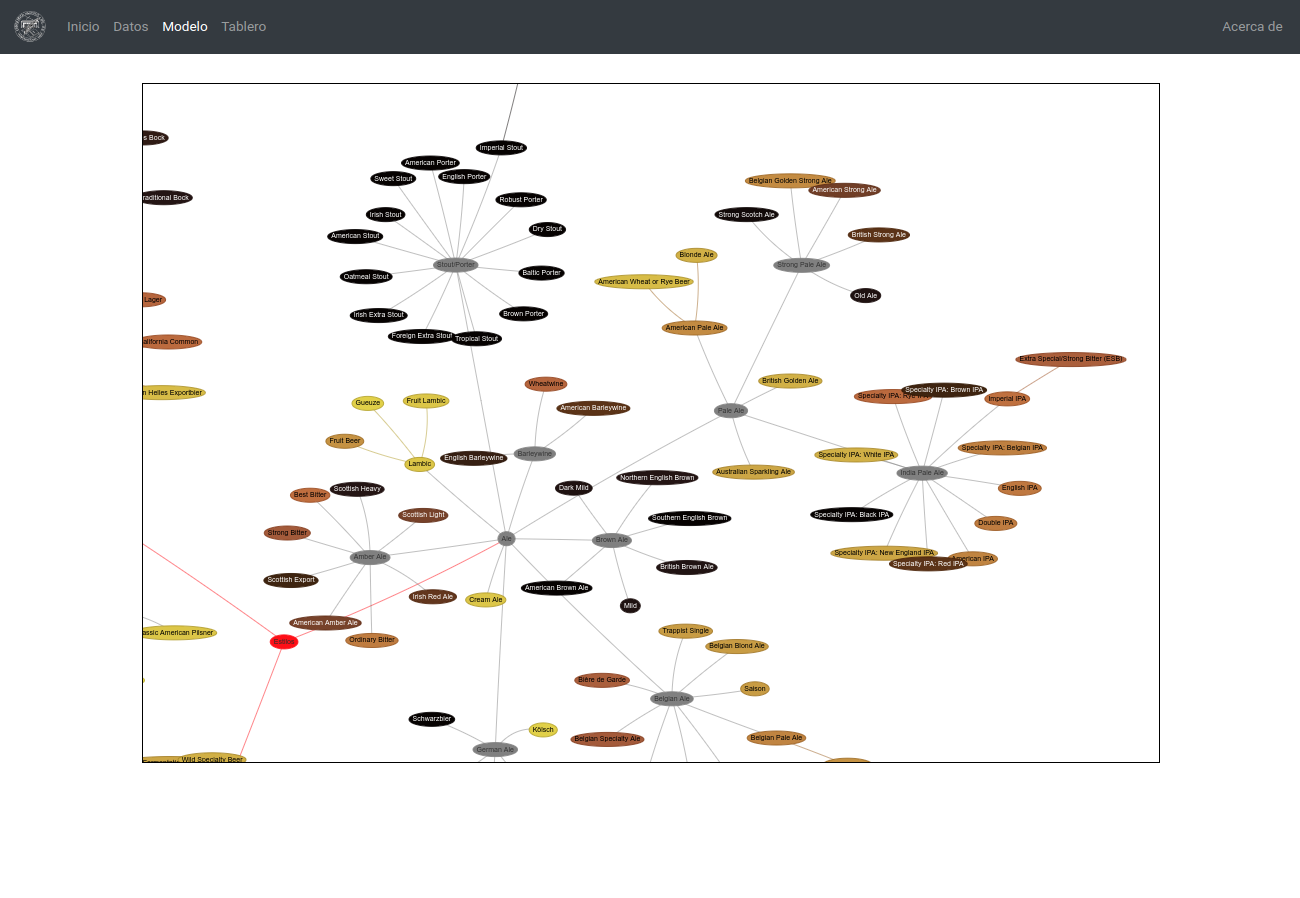 Inicio Datos Modelo Tablero Acerca de
s Bock
Imperial Stout
American Porter
Sweet Stout
English Porter
Belgian Golden Strong Ale
American Strong Ale
raditional Bock
Robust Porter
Irish Stout
Strong Scotch Ale
Dry Stout
American Stout
British Strong Ale
Blonde Ale
Stout/Porter
Strong Pale Ale
Baltic Porter
Oatmeal Stout
American Wheat or Rye Beer
Old Ale
Lager
Irish Extra Stout
Brown Porter
American Pale Ale
Foreign Extra Stout
Tropical Stout
alifornia Common
Extra Special/Strong Bitter (ESB)
British Golden Ale
Wheatwine
Specialty IPA: Brown IPA
n Helles Exportbier
Specialty IPA: Rye IPA
Imperial IPA
Gueuze
Fruit Lambic
American Barleywine
Pale Ale
Fruit Beer
Specialty IPA: Belgian IPA
Barleywine
Specialty IPA: White IPA
English Barleywine
Lambic
Australian Sparkling Ale
India Pale Ale
Northern English Brown
Scottish Heavy
Dark Mild
English IPA
Best Bitter
Scottish Light
Southern English Brown
Specialty IPA: Black IPA
Double IPA
Strong Bitter
Ale
Brown Ale
Amber Ale
Specialty IPA: New England IPA
American IPA
Specialty IPA: Red IPA
British Brown Ale
Scottish Export
American Brown Ale
Irish Red Ale
Cream Ale
Mild
American Amber Ale
Trappist Single
assic American Pilsner
Estilos
Ordinary Bitter
Belgian Blond Ale
Bière de Garde
Saison
Belgian Ale
Schwarzbier
Kölsch
Belgian Specialty Ale
Belgian Pale Ale
German Ale
Wild Specialty Beer